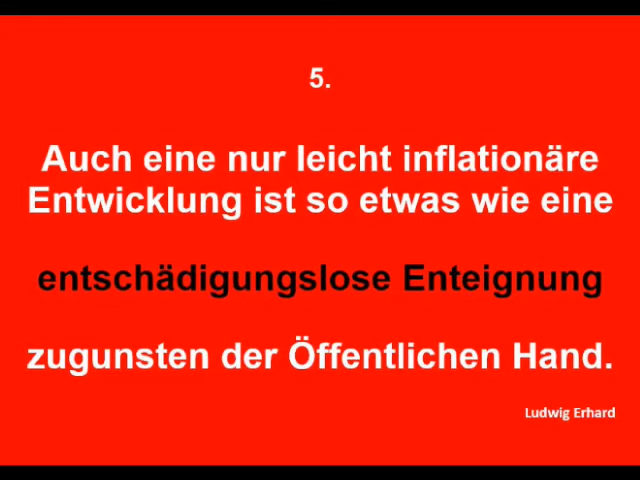 5.
Auch eine nur leicht inflationäre
Entwicklung ist so etwas wie eine
entschädigungslose Enteignung
zugunsten der Öffentlichen Hand.
Ludwig Erhard